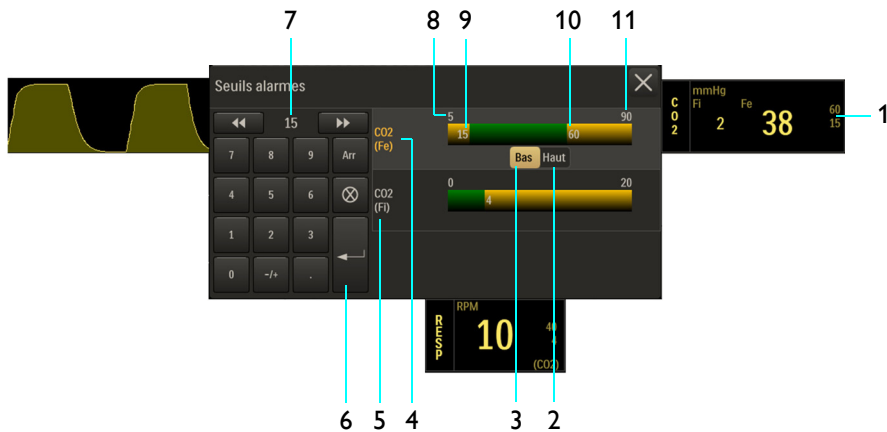 7 8 9 10 11
Seuils alarmes
15
7 8 9 Arr
4 5 6
1 2 3
0 -/+ .
CO2
(Fe)
5 90
15 60
Bas Haut
CO2
(Fi)
0 20
4
CO2
mmHg
Fi Fe
2 38
60
15
1
RESP
RPM
10
40
4
(CO2)
6 5 4 3 2